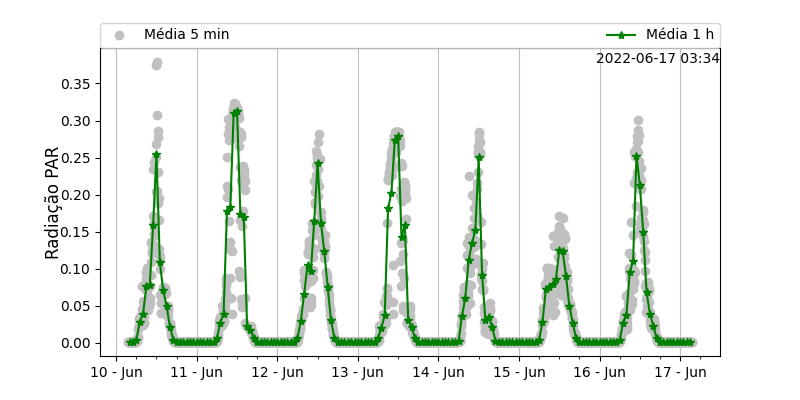 Média 5 min
Média 1 h
2022-06-17 03:34
Radiação PAR
0.35
0.30
0.25
0.20
0.15
0.10
0.05
0.00
10 - Jun
11 - Jun
12 - Jun
13 - Jun
14 - Jun
15 - Jun
16 - Jun
17 - Jun